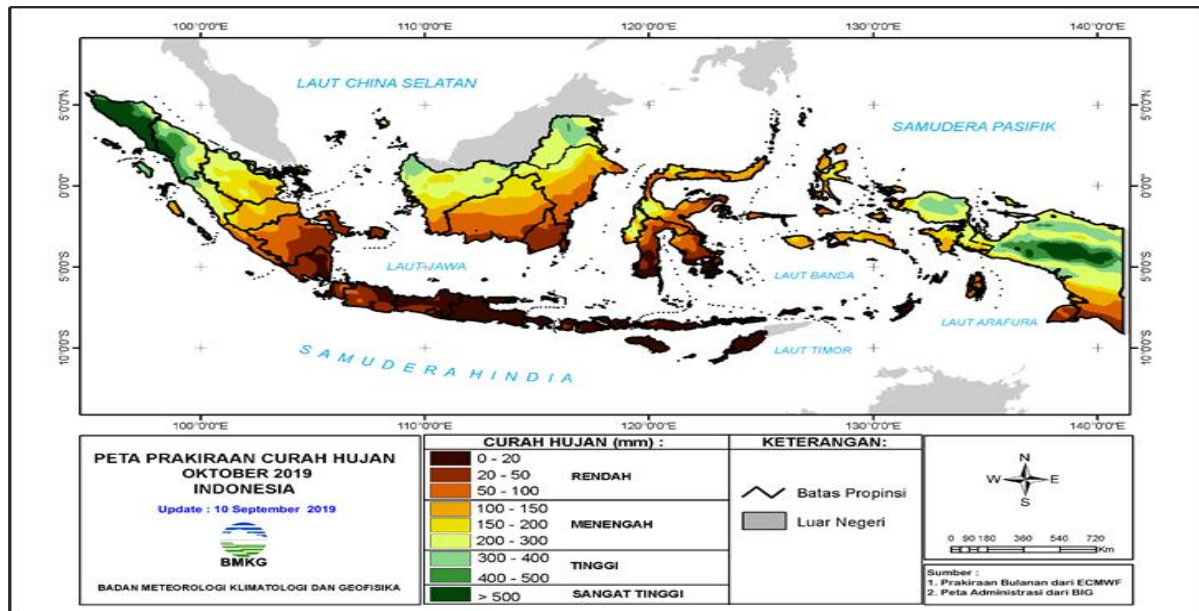 100°0'0"E 110°0'0"E 120°0'0"E 130°0'0"E 140°0'0"E
LAUT CHINA SELATAN
SAMUDERA PASIFIK
5°0'0"N 5°0'0"N
0°0'0" 0°0'0"
LAUT JAWA
LAUT BANDA
5°0'0"S 5°0'0"S
LAUT ARAFURA
LAUT TIMOR
10°0'0"S 10°0'0"S
SAMUDERA HINDIA
100°0'0"E 110°0'0"E 120°0'0"E 130°0'0"E 140°0'0"E
PETA PRAKIRAAN CURAH HUJAN
OKTOBER 2019
INDONESIA
Update : 10 September 2019
BMKG
BADAN METEOROLOGI KLIMATOLOGI DAN GEOFISIKA
CURAH HUJAN (mm) :
0 - 20
20 - 50
50 - 100
RENDAH
100 - 150
150 - 200
200 - 300
MENENGAH
300 - 400
400 - 500
TINGGI
> 500
SANGAT TINGGI
KETERANGAN:
Batas Propinsi
Luar Negeri
N
W E
S
0 90 180 360 540 720
Km
Sumber :
1. Prakiraan Bulanan dari ECMWF
2. Peta Administrasi dari BIG